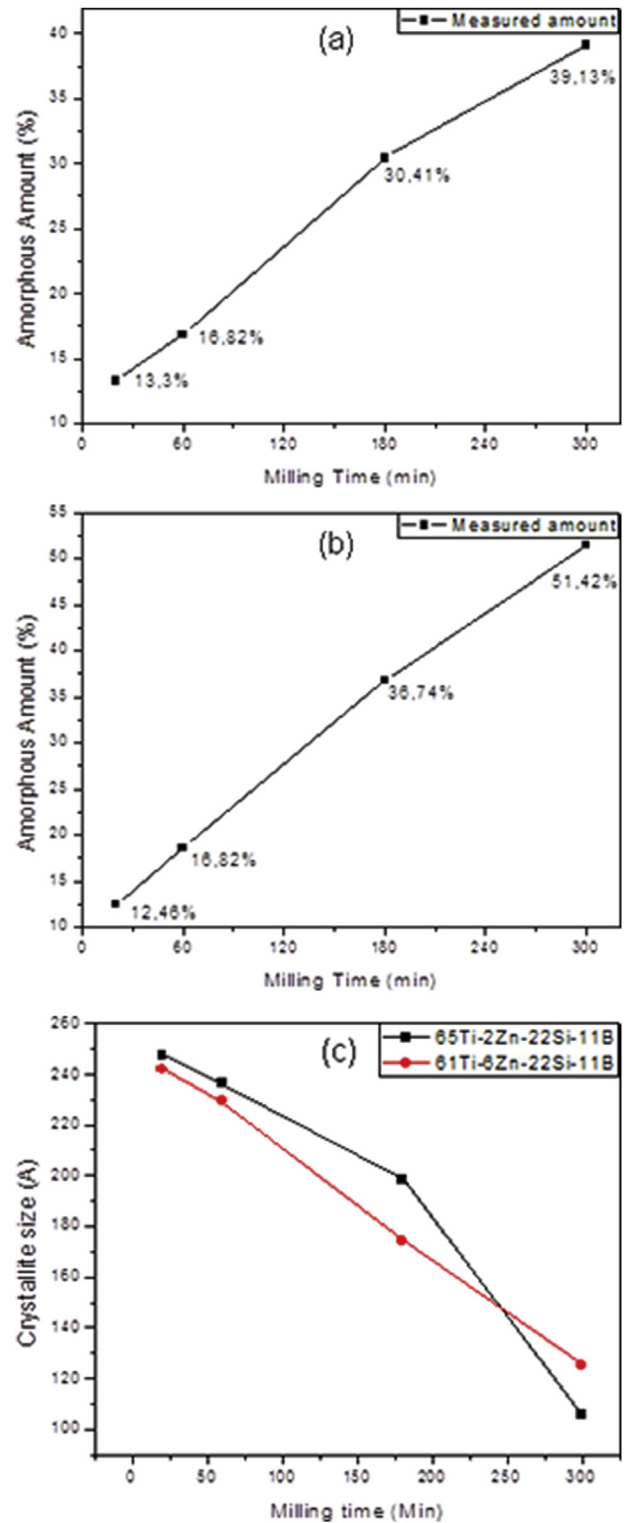 (a)
Measured amount
Amorphous Amount (%)
40
35
30
25
20
15
10
39,13%
30,41%
16,82%
13,3%
0 60 120 180 240 300
Milling Time (min)
(b)
Measured amount
Amorphous Amount (%)
55
50
45
40
35
30
25
20
15
10
51,42%
36,74%
16,82%
12,46%
0 60 120 180 240 300
Milling Time (min)
(c)
65Ti-2Zn-22Si-11B
61Ti-6Zn-22Si-11B
Crystallite size (A)
260
240
220
200
180
160
140
120
100
0 50 100 150 200 250 300
Milling time (Min)